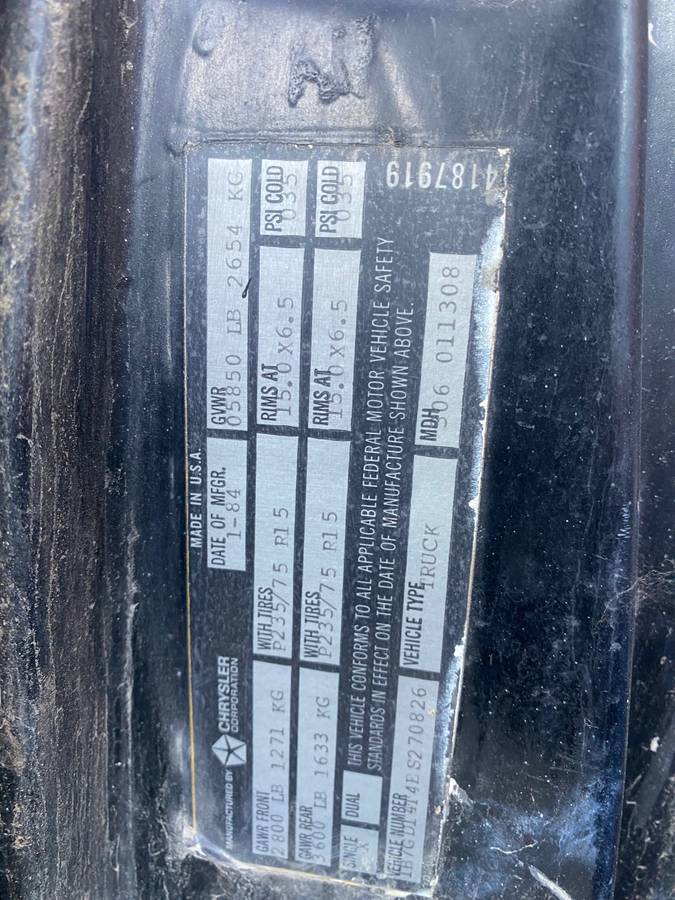 MADE IN U.S.A.
MANUFACTURED BY CHRYSLER CORPORATION
DATE OF MFGR.
1-84
GVWR
05850 LB 2654 KG
GAWR FRONT
2800 LB 1271 KG
WITH TIRES
P235/75 R15
RIMS AT
15.0X6.5
PSI COLD
035
GAWR REAR
3600 LB 1633 KG
WITH TIRES
P235/75 R15
RIMS AT
15.0X6.5
PSI COLD
035
SINGLE
X
DUAL
THIS VEHICLE CONFORMS TO ALL APPLICABLE FEDERAL MOTOR VEHICLE SAFETY
STANDARDS IN EFFECT ON THE DATE OF MANUFACTURE SHOWN ABOVE.
VEHICLE NUMBER
VEHICLE TYPE
TRUCK
MDH
011308
4187919